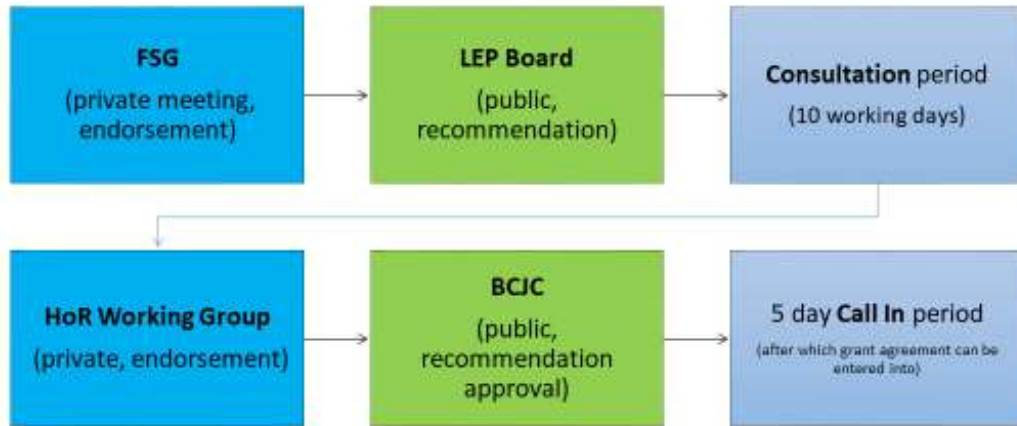 FSG
(private meeting,
endorsement)
LEP Board
(public,
recommendation)
Consultation period
(10 working days)
HoR Working Group
(private, endorsement)
BCJC
(public,
recommendation
approval)
5 day Call In period
(after which grant agreement can be
entered into)